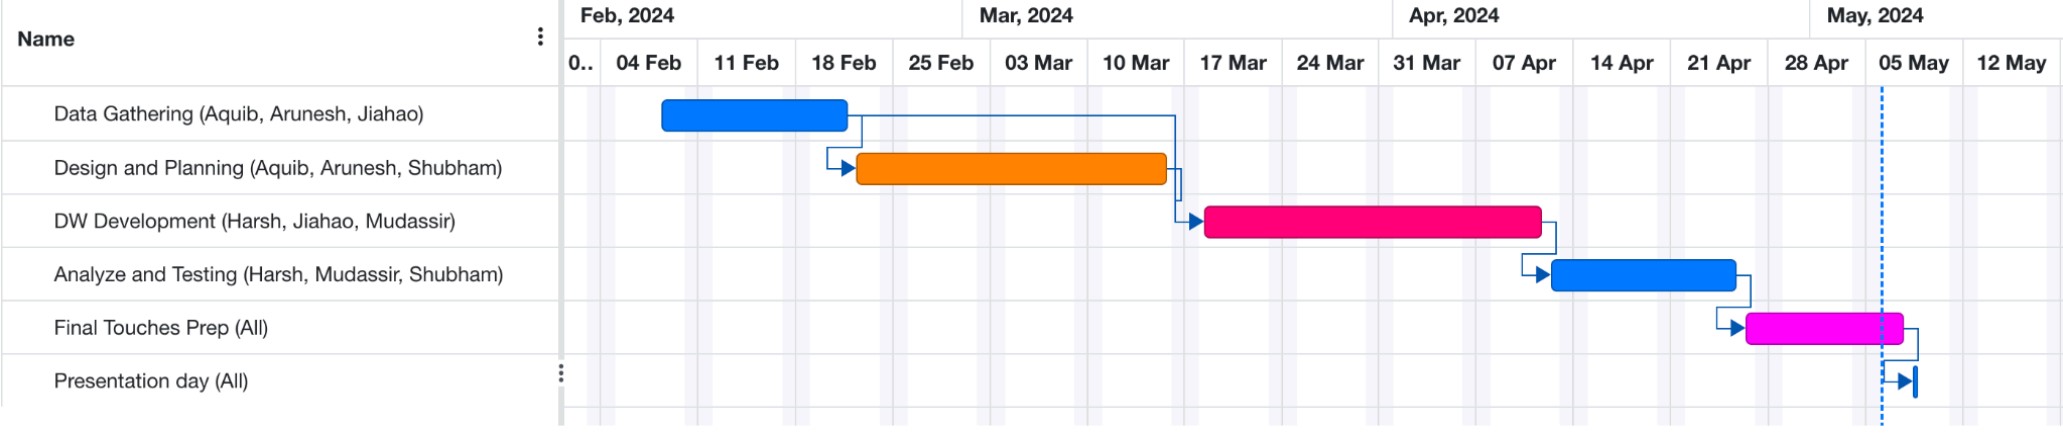 Name
Feb, 2024 Mar, 2024 Apr, 2024 May, 2024
0.. 04 Feb 11 Feb 18 Feb 25 Feb 03 Mar 10 Mar 17 Mar 24 Mar 31 Mar 07 Apr 14 Apr 21 Apr 28 Apr 05 May 12 May
Data Gathering (Aquib, Arunesh, Jiahao)
Design and Planning (Aquib, Arunesh, Shubham)
DW Development (Harsh, Jiahao, Mudassir)
Analyze and Testing (Harsh, Mudassir, Shubham)
Final Touches Prep (All)
Presentation day (All)